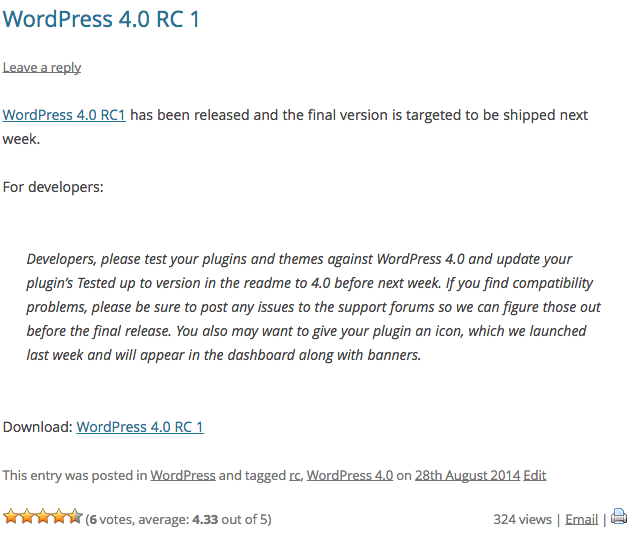 WordPress 4.0 RC 1
Leave a reply
WordPress 4.0 RC1 has been released and the final version is targeted to be shipped next
week.
For developers:
Developers, please test your plugins and themes against WordPress 4.0 and update your
plugin’s Tested up to version in the readme to 4.0 before next week. If you find compatibility
problems, please be sure to post any issues to the support forums so we can figure those out
before the final release. You also may want to give your plugin an icon, which we launched
last week and will appear in the dashboard along with banners.
Download: WordPress 4.0 RC 1
This entry was posted in WordPress and tagged rc, WordPress 4.0 on 28th August 2014 Edit
(6 votes, average: 4.33 out of 5) 324 views | Email |